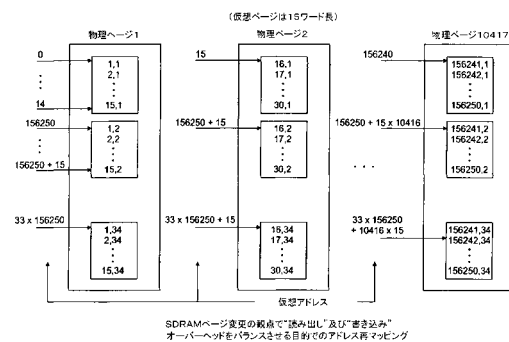 (仮想ページは15ワード長)
物理ページ1
物理ページ2
物理ページ10417
0
14
156250
156250 + 15
33 x 156250
1,1
2,1
15,1
1,2
2,2
15,2
1,34
2,34
15,34
15
156250 + 15
33 x 156250 + 15
16,1
17,1
30,1
16,2
17,2
30,2
16,34
17,34
30,34
156240
156250 + 15 x 10416
33 x 156250
+ 10416 x 15
156241,1
156242,1
156250,1
156241,2
156242,2
156250,2
156241,34
156242,34
156250,34
仮想アドレス
SDRAMページ変更の観点で“読み出し”及び“書き込み”
オーバーヘッドをバランスさせる目的でのアドレス再マッピング